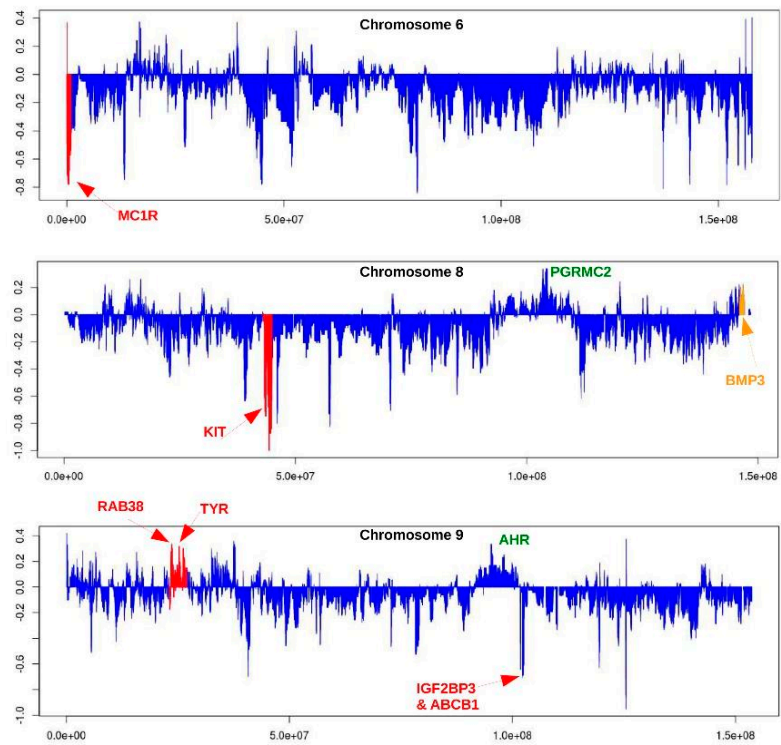 Chromosome 6
0.4
0.2
0.0
-0.2
-0.4
-0.6
-0.8
MC1R
0.0e+00
5.0e+07
1.0e+08
1.5e+08
Chromosome 8
PGRMC2
0.2
0.0
-0.2
-0.4
-0.6
-0.8
-1.0
KIT
BMP3
0.0e+00
5.0e+07
1.0e+08
1.5e+08
RAB38
TYR
Chromosome 9
AHR
0.4
0.2
0.0
-0.2
-0.6
-1.0
IGF2BP3
& ABCB1
0.0e+00
5.0e+07
1.0e+08
1.5e+08